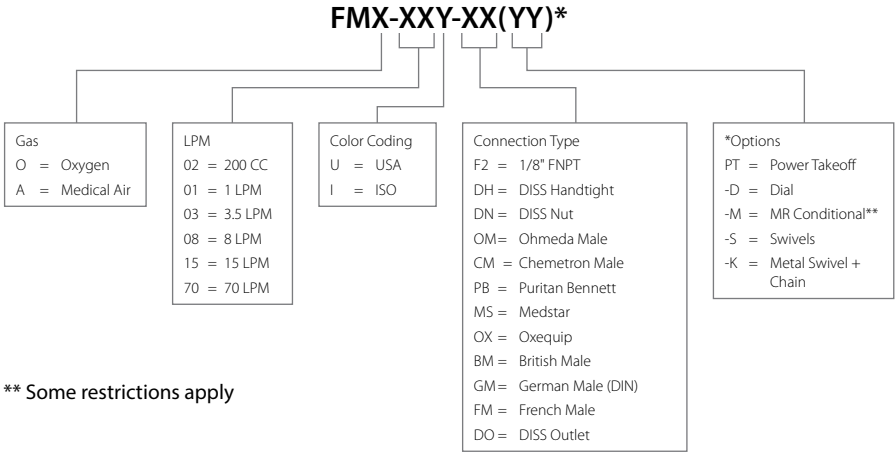 FMX-XXY-XX(YY)*
Gas
O = Oxygen
A = Medical Air
LPM
02 = 200 CC
01 = 1 LPM
03 = 3.5 LPM
08 = 8 LPM
15 = 15 LPM
70 = 70 LPM
Color Coding
U = USA
I = ISO
Connection Type
F2 = 1/8" FNPT
DH = DISS Handtight
DN = DISS Nut
OM= Ohmeda Male
CM = Chemetron Male
PB = Puritan Bennett
MS = Medstar
OX = Oxequip
BM = British Male
GM= German Male (DIN)
FM = French Male
DO = DISS Outlet
*Options
PT = Power Takeoff
-D = Dial
-M = MR Conditional**
-S = Swivels
-K = Metal Swivel +
Chain
** Some restrictions apply